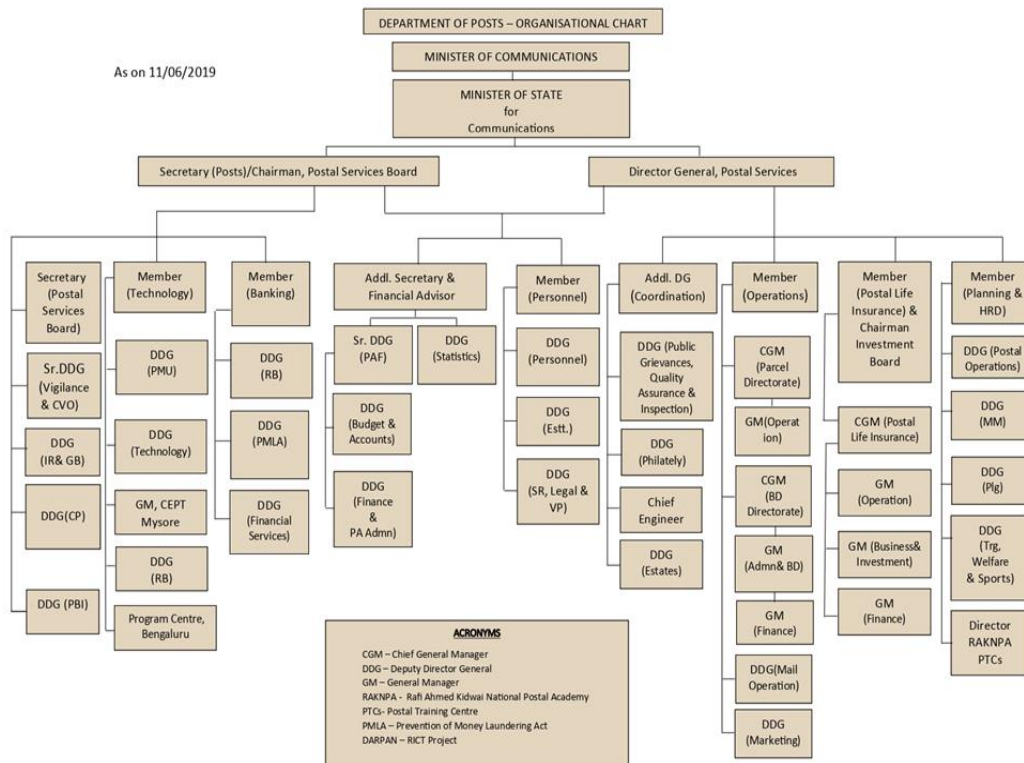 DEPARTMENT OF POSTS – ORGANISATIONAL CHART
MINISTER OF COMMUNICATIONS
As on 11/06/2019
MINISTER OF STATE
for
Communications
Secretary (Posts)/Chairman, Postal Services Board
Director General, Postal Services
Secretary
(Postal
Services
Board)
Sr.DDG
(Vigilance
& CVO)
DDG
(IR& GB)
DDG(CP)
DDG (PBI)
Member
(Technology)
DDG
(PMU)
DDG
(Technology)
GM, CEPT
Mysore
DDG
(RB)
Program Centre,
Bengaluru
Member
(Banking)
DDG
(RB)
DDG
(PMLA)
DDG
(Financial
Services)
Addl. Secretary &
Financial Advisor
Sr. DDG
(PAF)
DDG
(Statistics)
DDG
(Budget &
Accounts)
DDG
(Finance
&
PA Admn)
Member
(Personnel)
DDG
(Personnel)
DDG
(Estt.)
DDG
(SR, Legal &
VP)
Addl. DG
(Coordination)
DDG (Public
Grievances,
Quality
Assurance &
Inspection)
DDG
(Philately)
Chief
Engineer
DDG
(Estates)
Member
(Operations)
CGM
(Parcel
Directorate)
GM(Operat
ion)
CGM
(BD
Directorate)
GM
(Admn& BD)
GM
(Finance)
DDG(Mail
Operation)
DDG
(Marketing)
Member
(Postal Life
Insurance) &
Chairman
Investment
Board
CGM (Postal
Life Insurance)
GM
(Operation)
GM (Business&
Investment)
GM
(Finance)
Member
(Planning &
HRD)
DDG (Postal
Operations)
DDG
(MM)
DDG
(Plg)
DDG
(Trg,
Welfare
& Sports)
Director
RAKNPA
PTCs
ACRONYMS
CGM – Chief General Manager
DDG – Deputy Director General
GM – General Manager
RAKNPA - Rafi Ahmed Kidwai National Postal Academy
PTCs- Postal Training Centre
PMLA – Prevention of Money Laundering Act
DARPAN – RICT Project